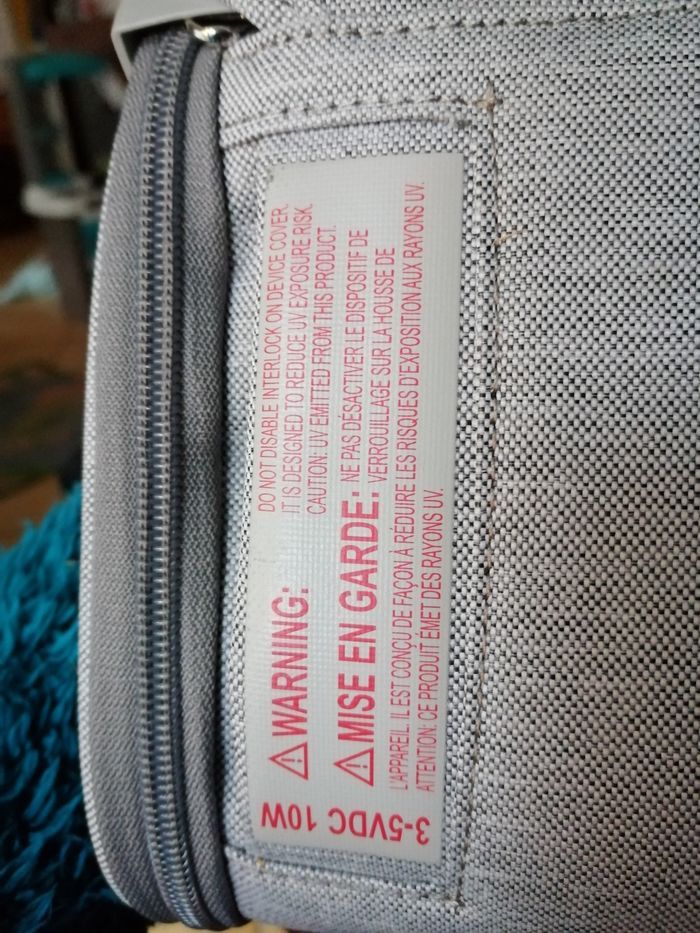 ⚠ WARNING: DO NOT DISABLE INTERLOCK ON DEVICE COVER.
IT IS DESIGNED TO REDUCE UV EXPOSURE RISK.
CAUTION: UV EMITTED FROM THIS PRODUCT.
⚠ MISE EN GARDE: NE PAS DÉSACTIVER LE DISPOSITIF DE
VERROUILLAGE SUR LA HOUSSE DE
L'APPAREIL. IL EST CONÇU DE FAÇON À RÉDUIRE LES RISQUES D'EXPOSITION AUX RAYONS UV.
ATTENTION: CE PRODUIT ÉMET DES RAYONS UV.
3-5VDC 10W